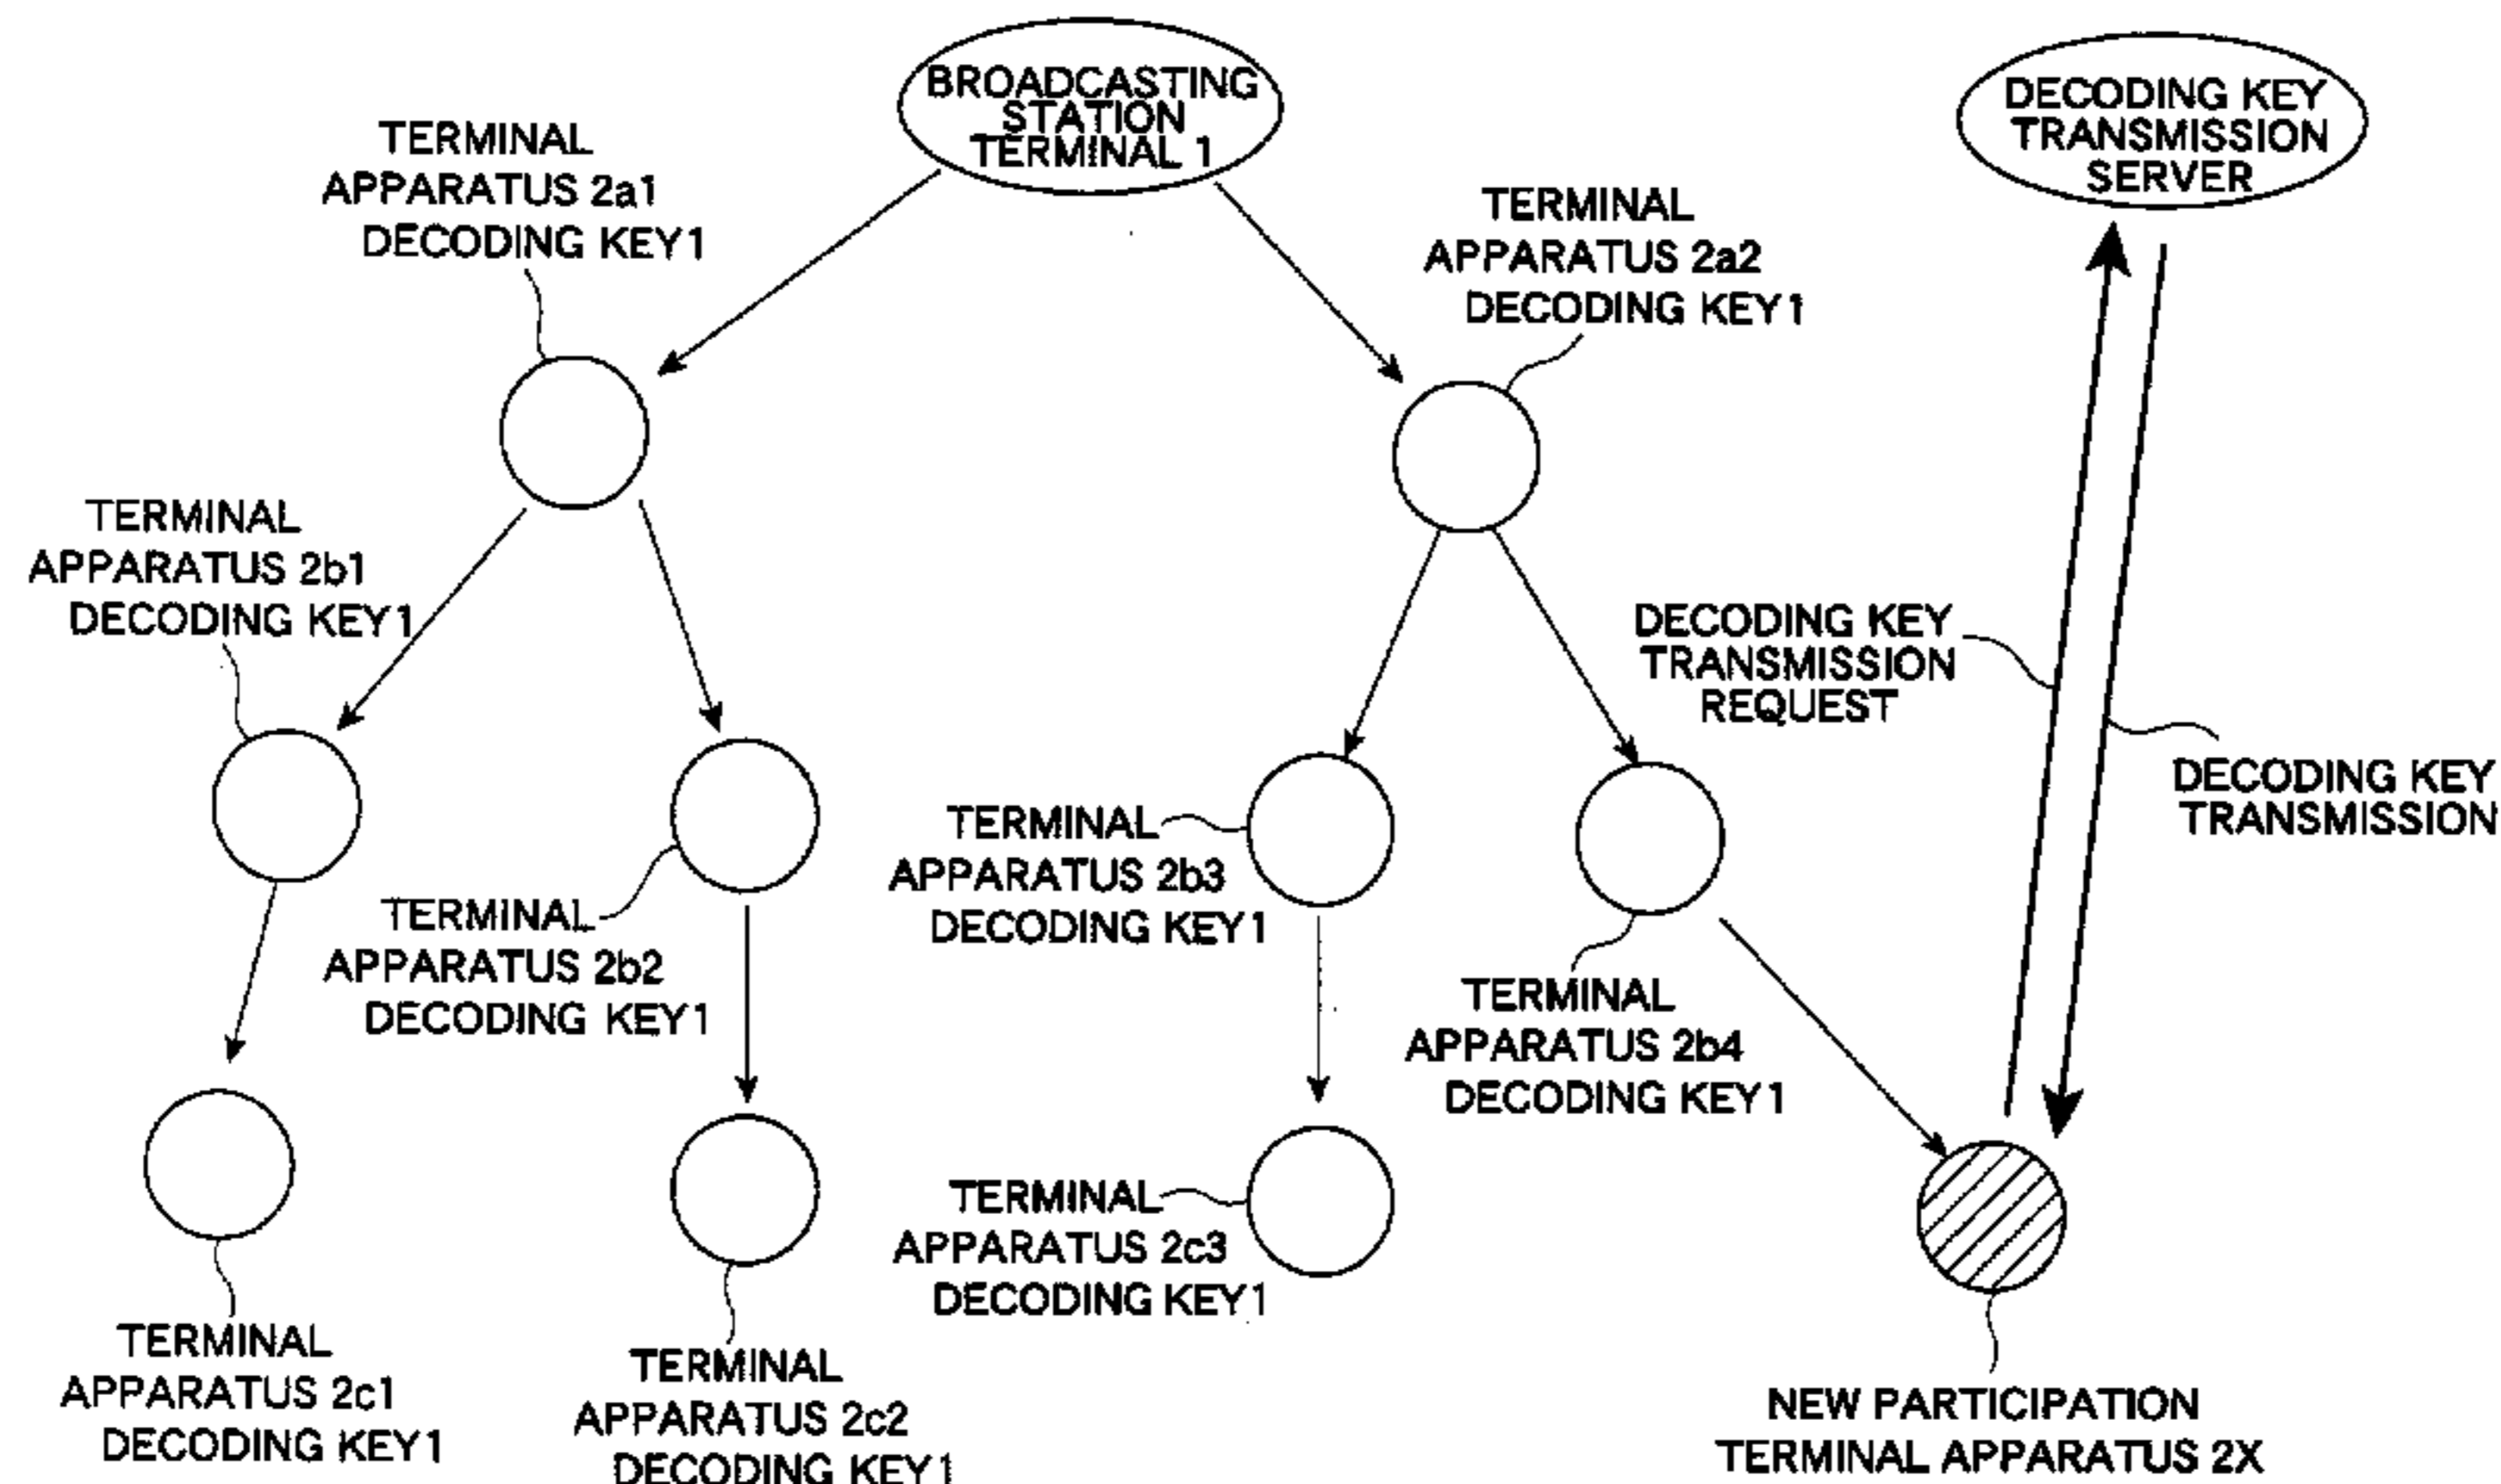 BROADCASTING
STATION
TERMINAL 1
DECODING KEY
TRANSMISSION
SERVER
TERMINAL
APPARATUS 2a1
DECODING KEY1
TERMINAL
APPARATUS 2a2
DECODING KEY1
TERMINAL
APPARATUS 2b1
DECODING KEY1
DECODING KEY
TRANSMISSION
REQUEST
DECODING KEY
TRANSMISSION
TERMINAL
APPARATUS 2b2
DECODING KEY1
TERMINAL
APPARATUS 2b3
DECODING KEY1
TERMINAL
APPARATUS 2b4
DECODING KEY1
TERMINAL
APPARATUS 2c1
DECODING KEY1
TERMINAL
APPARATUS 2c2
DECODING KEY1
TERMINAL
APPARATUS 2c3
DECODING KEY1
NEW PARTICIPATION
TERMINAL APPARATUS 2X